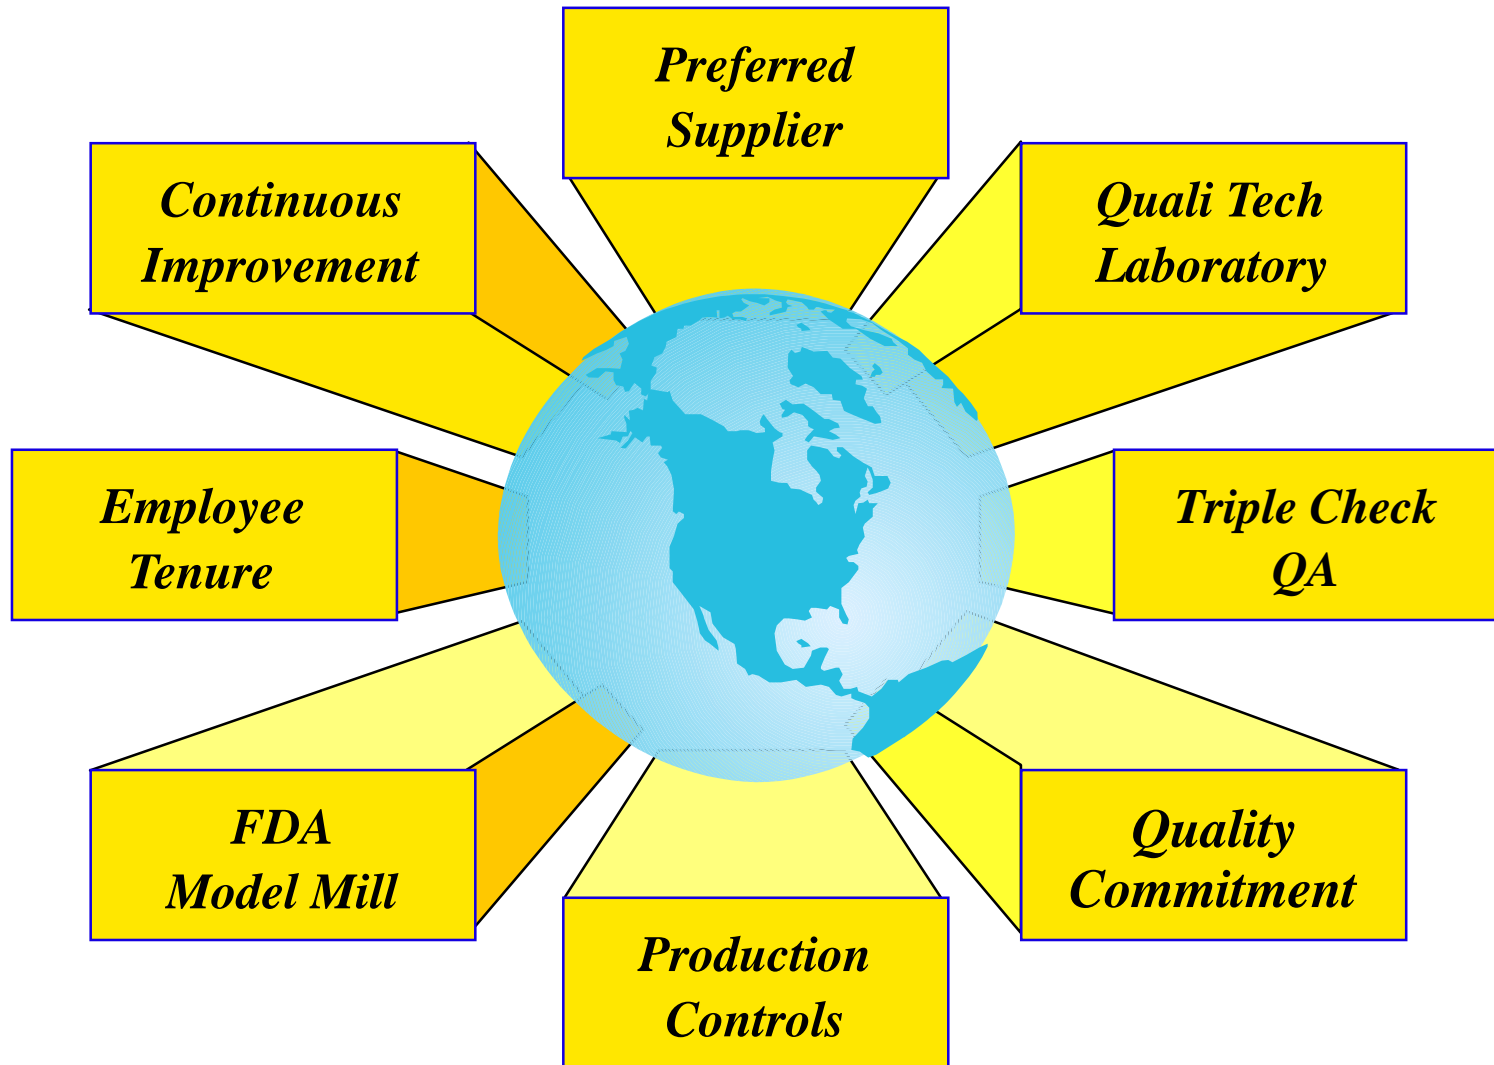 Preferred
Supplier
Continuous
Improvement
Quali Tech
Laboratory
Employee
Tenure
Triple Check
QA
FDA
Model Mill
Quality
Commitment
Production
Controls